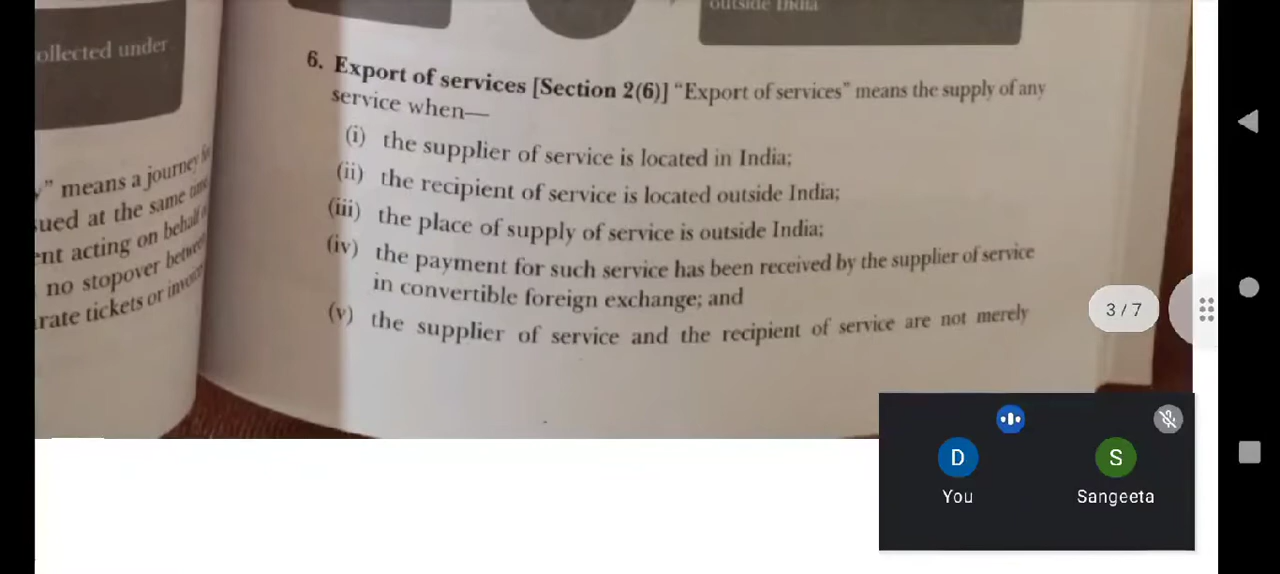 outside India
ollected under
6. Export of services [Section 2(6)] “Export of services” means the supply of any
service when—
(i) the supplier of service is located in India;
(ii) the recipient of service is located outside India;
(iii) the place of supply of service is outside India;
(iv) the payment for such service has been received by the supplier of service
in convertible foreign exchange; and
(v) the supplier of service and the recipient of service are not merely
” means a journey
ued at the same time
nt acting on behalf
no stopover between
rate tickets or
3 / 7
D
You
S
Sangeeta